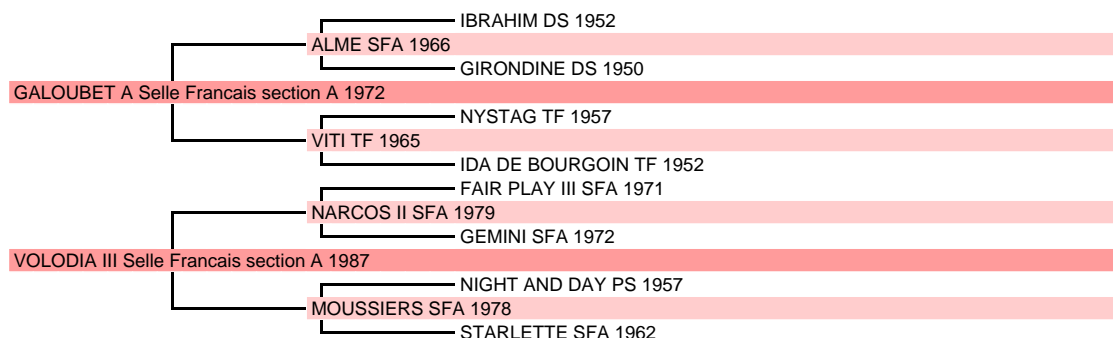 IBRAHIM DS 1952
ALME SFA 1966
GIRONDINE DS 1950
GALOUBET A Selle Francais section A 1972
NYSTAG TF 1957
VITI TF 1965
IDA DE BOURGOIN TF 1952
FAIR PLAY III SFA 1971
NARCOS II SFA 1979
GEMINI SFA 1972
VOLODIA III Selle Francais section A 1987
NIGHT AND DAY PS 1957
MOUSSIERS SFA 1978
STARLETTE SFA 1962